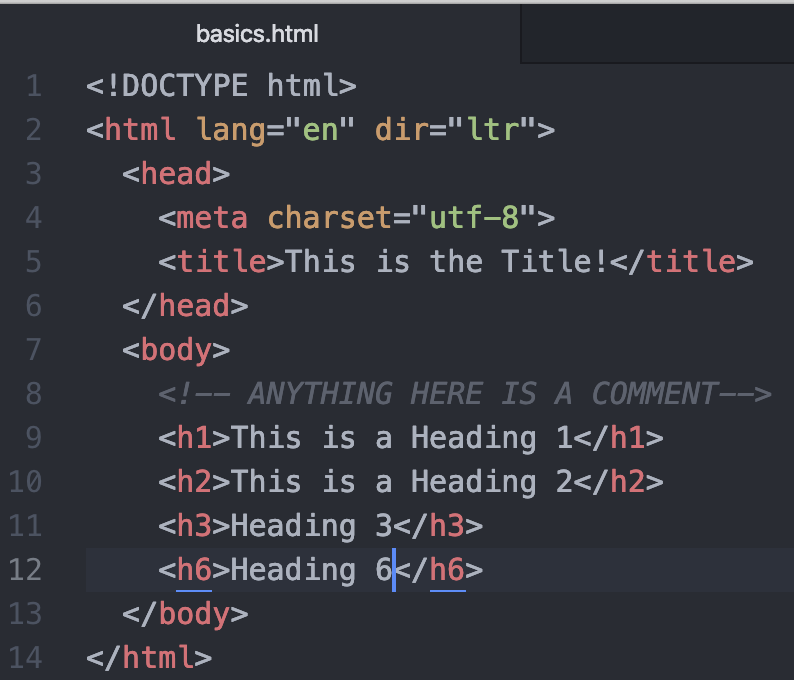 basics.html
1 <!DOCTYPE html>
2 <html lang="en" dir="ltr">
3 <head>
4 <meta charset="utf-8">
5 <title>This is the Title!</title>
6 </head>
7 <body>
8 <!-- ANYTHING HERE IS A COMMENT-->
9 <h1>This is a Heading 1</h1>
10 <h2>This is a Heading 2</h2>
11 <h3>Heading 3</h3>
12 <h6>Heading 6</h6>
13 </body>
14 </html>